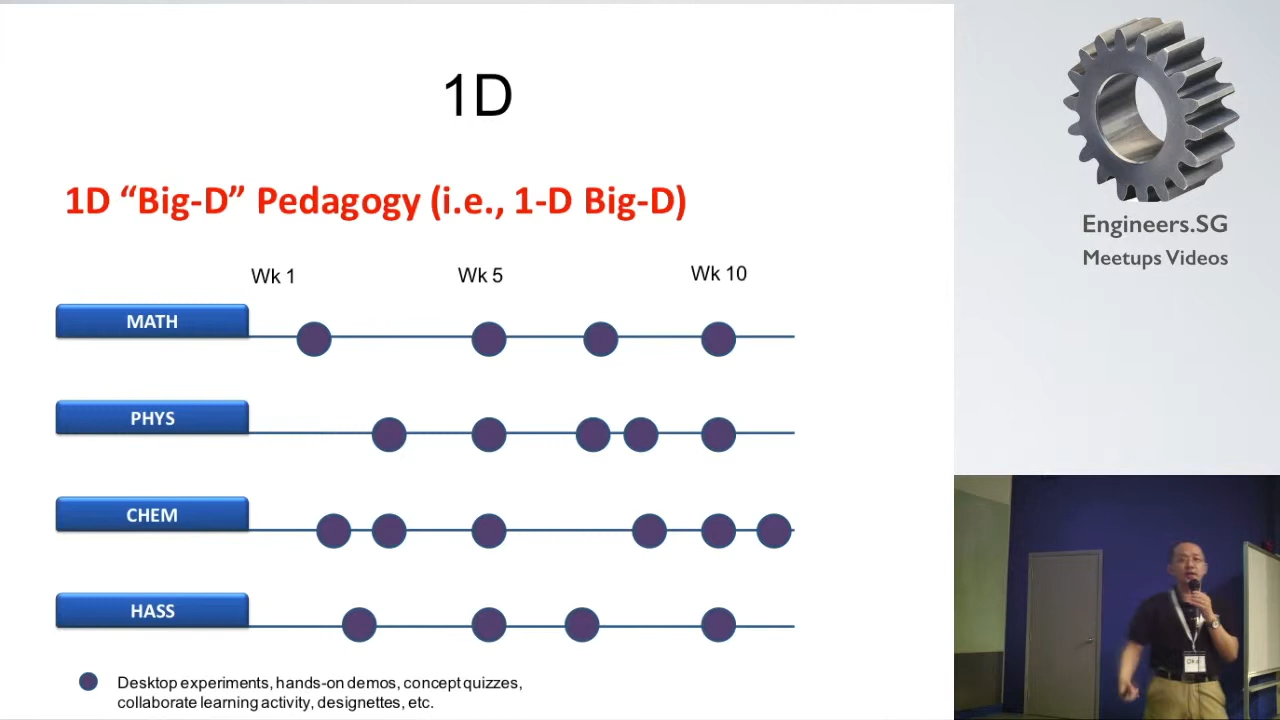 1D
1D “Big-D” Pedagogy (i.e., 1-D Big-D)
Wk 1 Wk 5 Wk 10
MATH
PHYS
CHEM
HASS
Desktop experiments, hands-on demos, concept quizzes,
collaborate learning activity, designettes, etc.
Engineers.SG
Meetups Videos